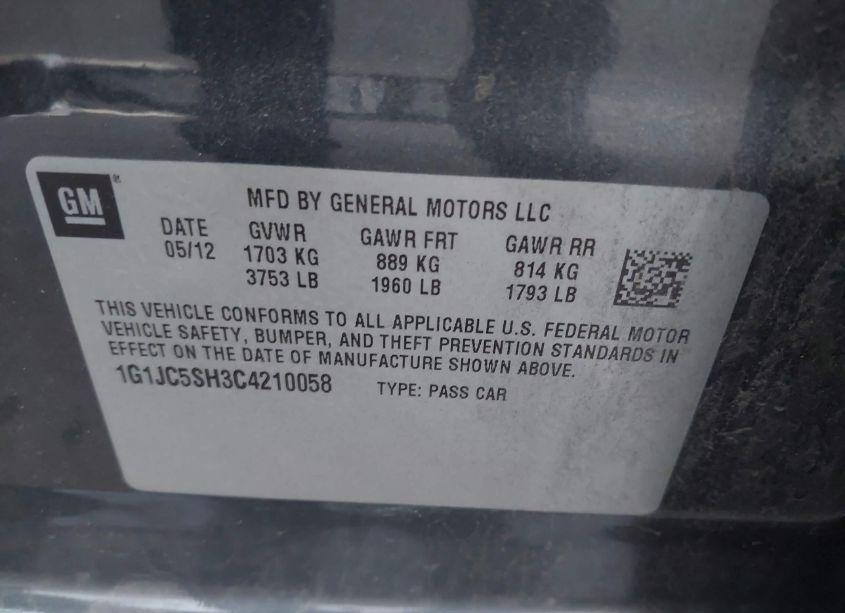 GM
MFD BY GENERAL MOTORS LLC
DATE GVWR GAWR FRT GAWR RR
05/12 1703 KG 889 KG 814 KG
3753 LB 1960 LB 1793 LB
THIS VEHICLE CONFORMS TO ALL APPLICABLE U.S. FEDERAL MOTOR
VEHICLE SAFETY, BUMPER, AND THEFT PREVENTION STANDARDS IN
EFFECT ON THE DATE OF MANUFACTURE SHOWN ABOVE.
1G1JC5SH3C4210058 TYPE: PASS CAR